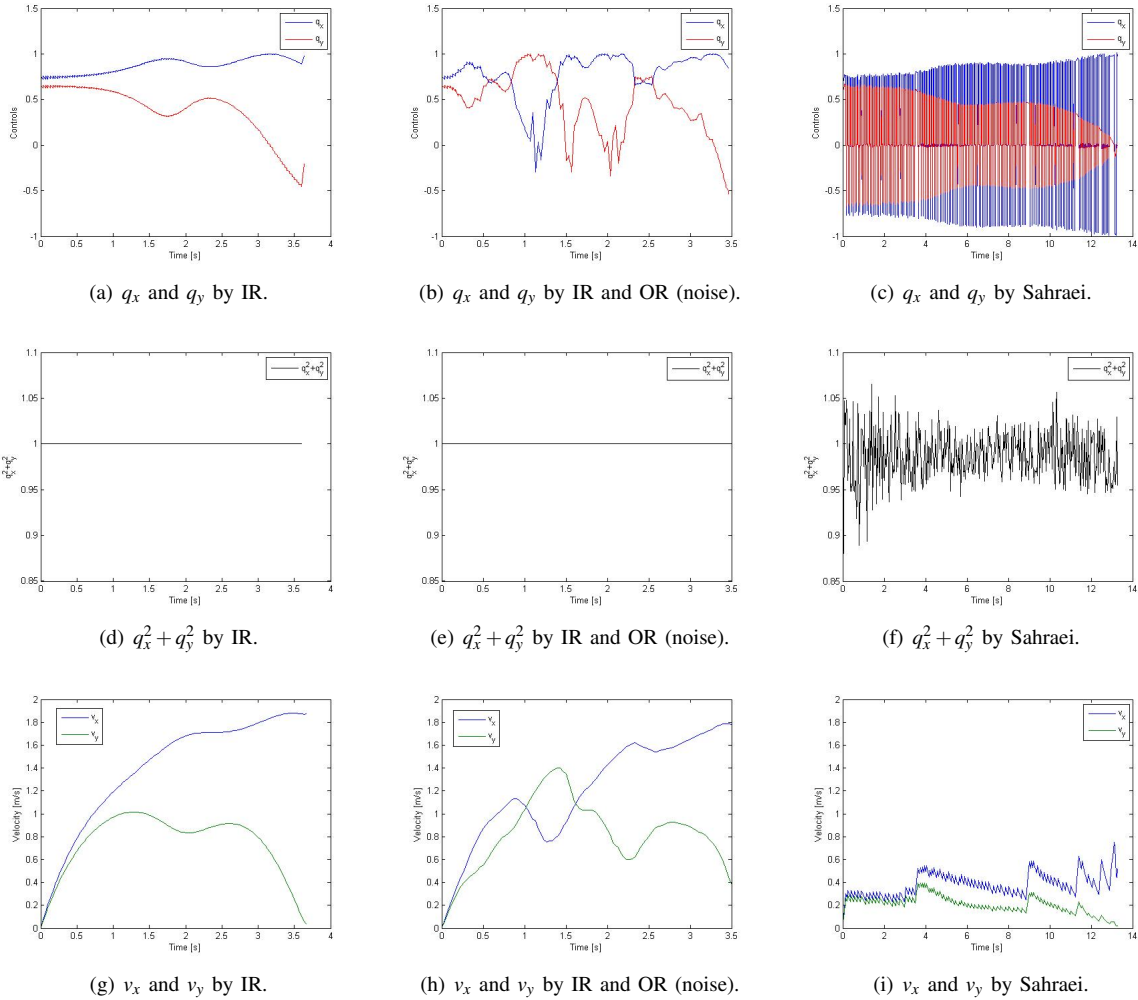 q_x
q_y
Controls
1
0.5
0
-0.5
-1
0 0.5 1 1.5 2 2.5 3 3.5 4
Time [s]
(a) q_x and q_y by IR.
q_x
q_y
Controls
1
0.5
0
-0.5
-1
0 0.5 1 1.5 2 2.5 3 3.5
Time [s]
(b) q_x and q_y by IR and OR (noise).
q_x
q_y
Controls
1
0.5
0
-0.5
-1
0 2 4 6 8 10 12 14
Time [s]
(c) q_x and q_y by Sahraei.
q_x^2+q_y^2
q_x^2+q_y^2
1.1
1.05
1
0.95
0.9
0.85
0 0.5 1 1.5 2 2.5 3 3.5 4
Time [s]
(d) q_x^2 + q_y^2 by IR.
q_x^2+q_y^2
q_x^2+q_y^2
1.1
1.05
1
0.95
0.9
0.85
0 0.5 1 1.5 2 2.5 3 3.5
Time [s]
(e) q_x^2 + q_y^2 by IR and OR (noise).
q_x^2+q_y^2
q_x^2+q_y^2
1.1
1.05
1
0.95
0.9
0.85
0 2 4 6 8 10 12 14
Time [s]
(f) q_x^2 + q_y^2 by Sahraei.
v_x
v_y
Velocity [m/s]
2
1.8
1.6
1.4
1.2
1
0.8
0.6
0.4
0.2
0
0 0.5 1 1.5 2 2.5 3 3.5 4
Time [s]
(g) v_x and v_y by IR.
v_x
v_y
Velocity [m/s]
2
1.8
1.6
1.4
1.2
1
0.8
0.6
0.4
0.2
0
0 0.5 1 1.5 2 2.5 3 3.5
Time [s]
(h) v_x and v_y by IR and OR (noise).
v_x
v_y
Velocity [m/s]
2
1.8
1.6
1.4
1.2
1
0.8
0.6
0.4
0.2
0
0 2 4 6 8 10 12 14
Time [s]
(i) v_x and v_y by Sahraei.